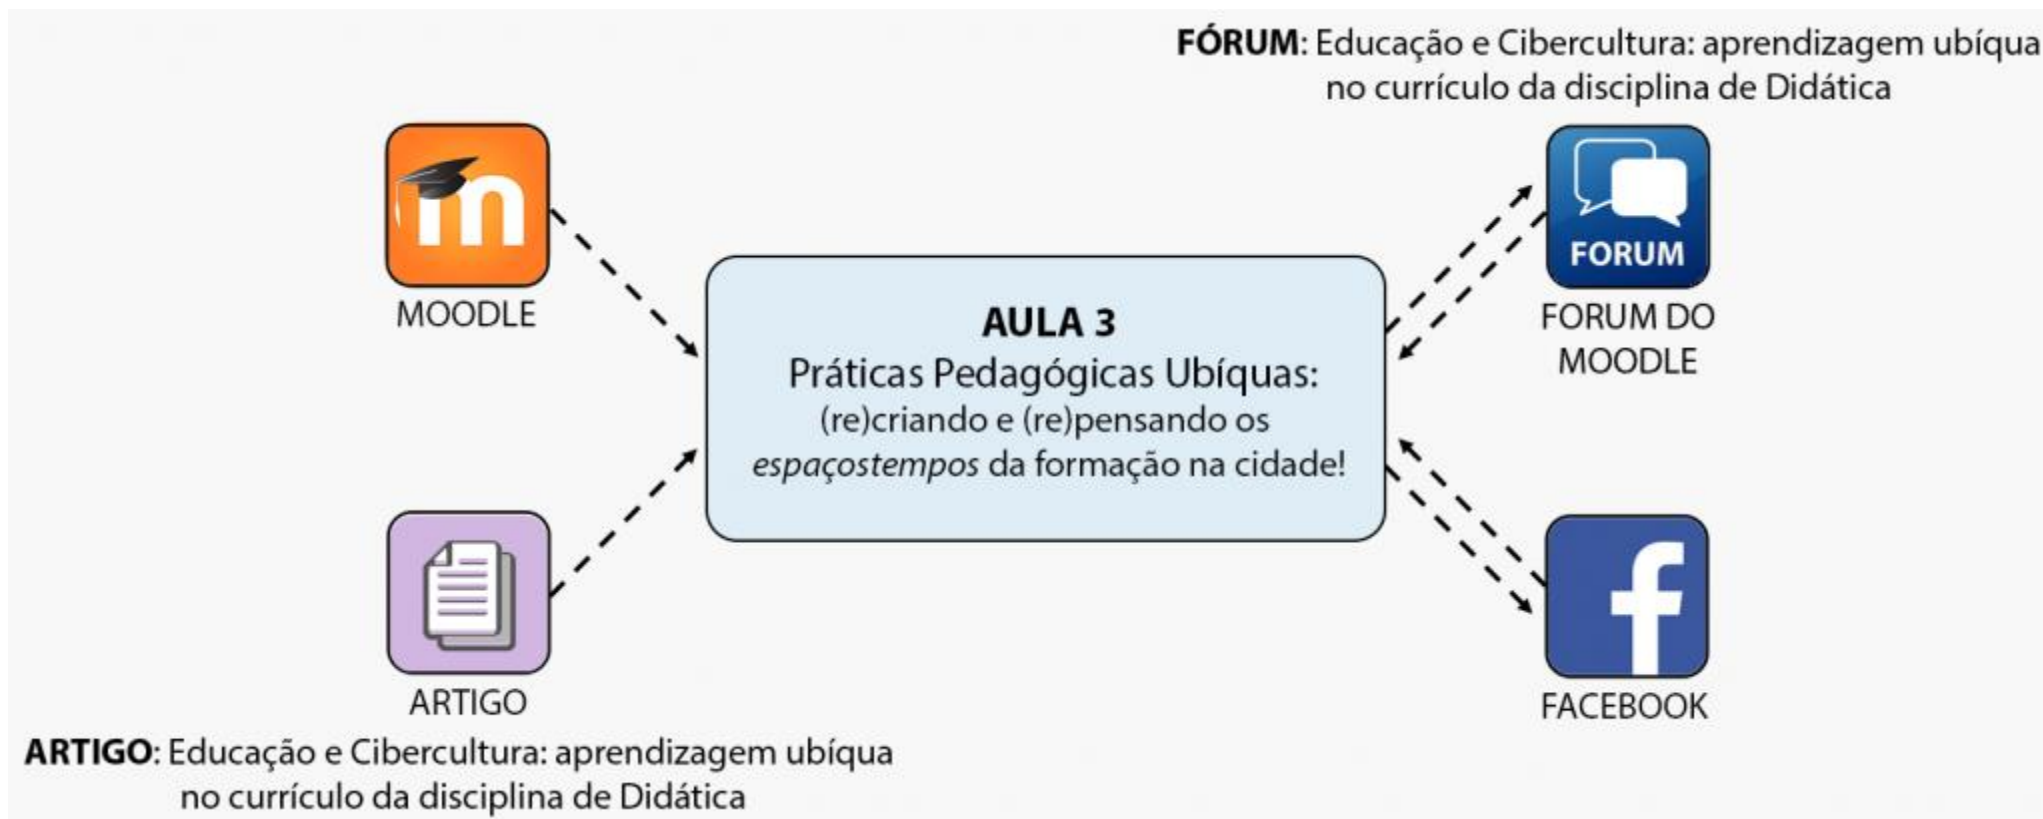 FÓRUM: Educação e Cibercultura: aprendizagem ubíqua
no currículo da disciplina de Didática
m
MOODLE
FORUM
FORUM DO
MOODLE
AULA 3
Práticas Pedagógicas Ubíquas:
(re)criando e (re)pensando os
espaçostempos da formação na cidade!
ARTIGO
ARTIGO: Educação e Cibercultura: aprendizagem ubíqua
no currículo da disciplina de Didática
f
FACEBOOK